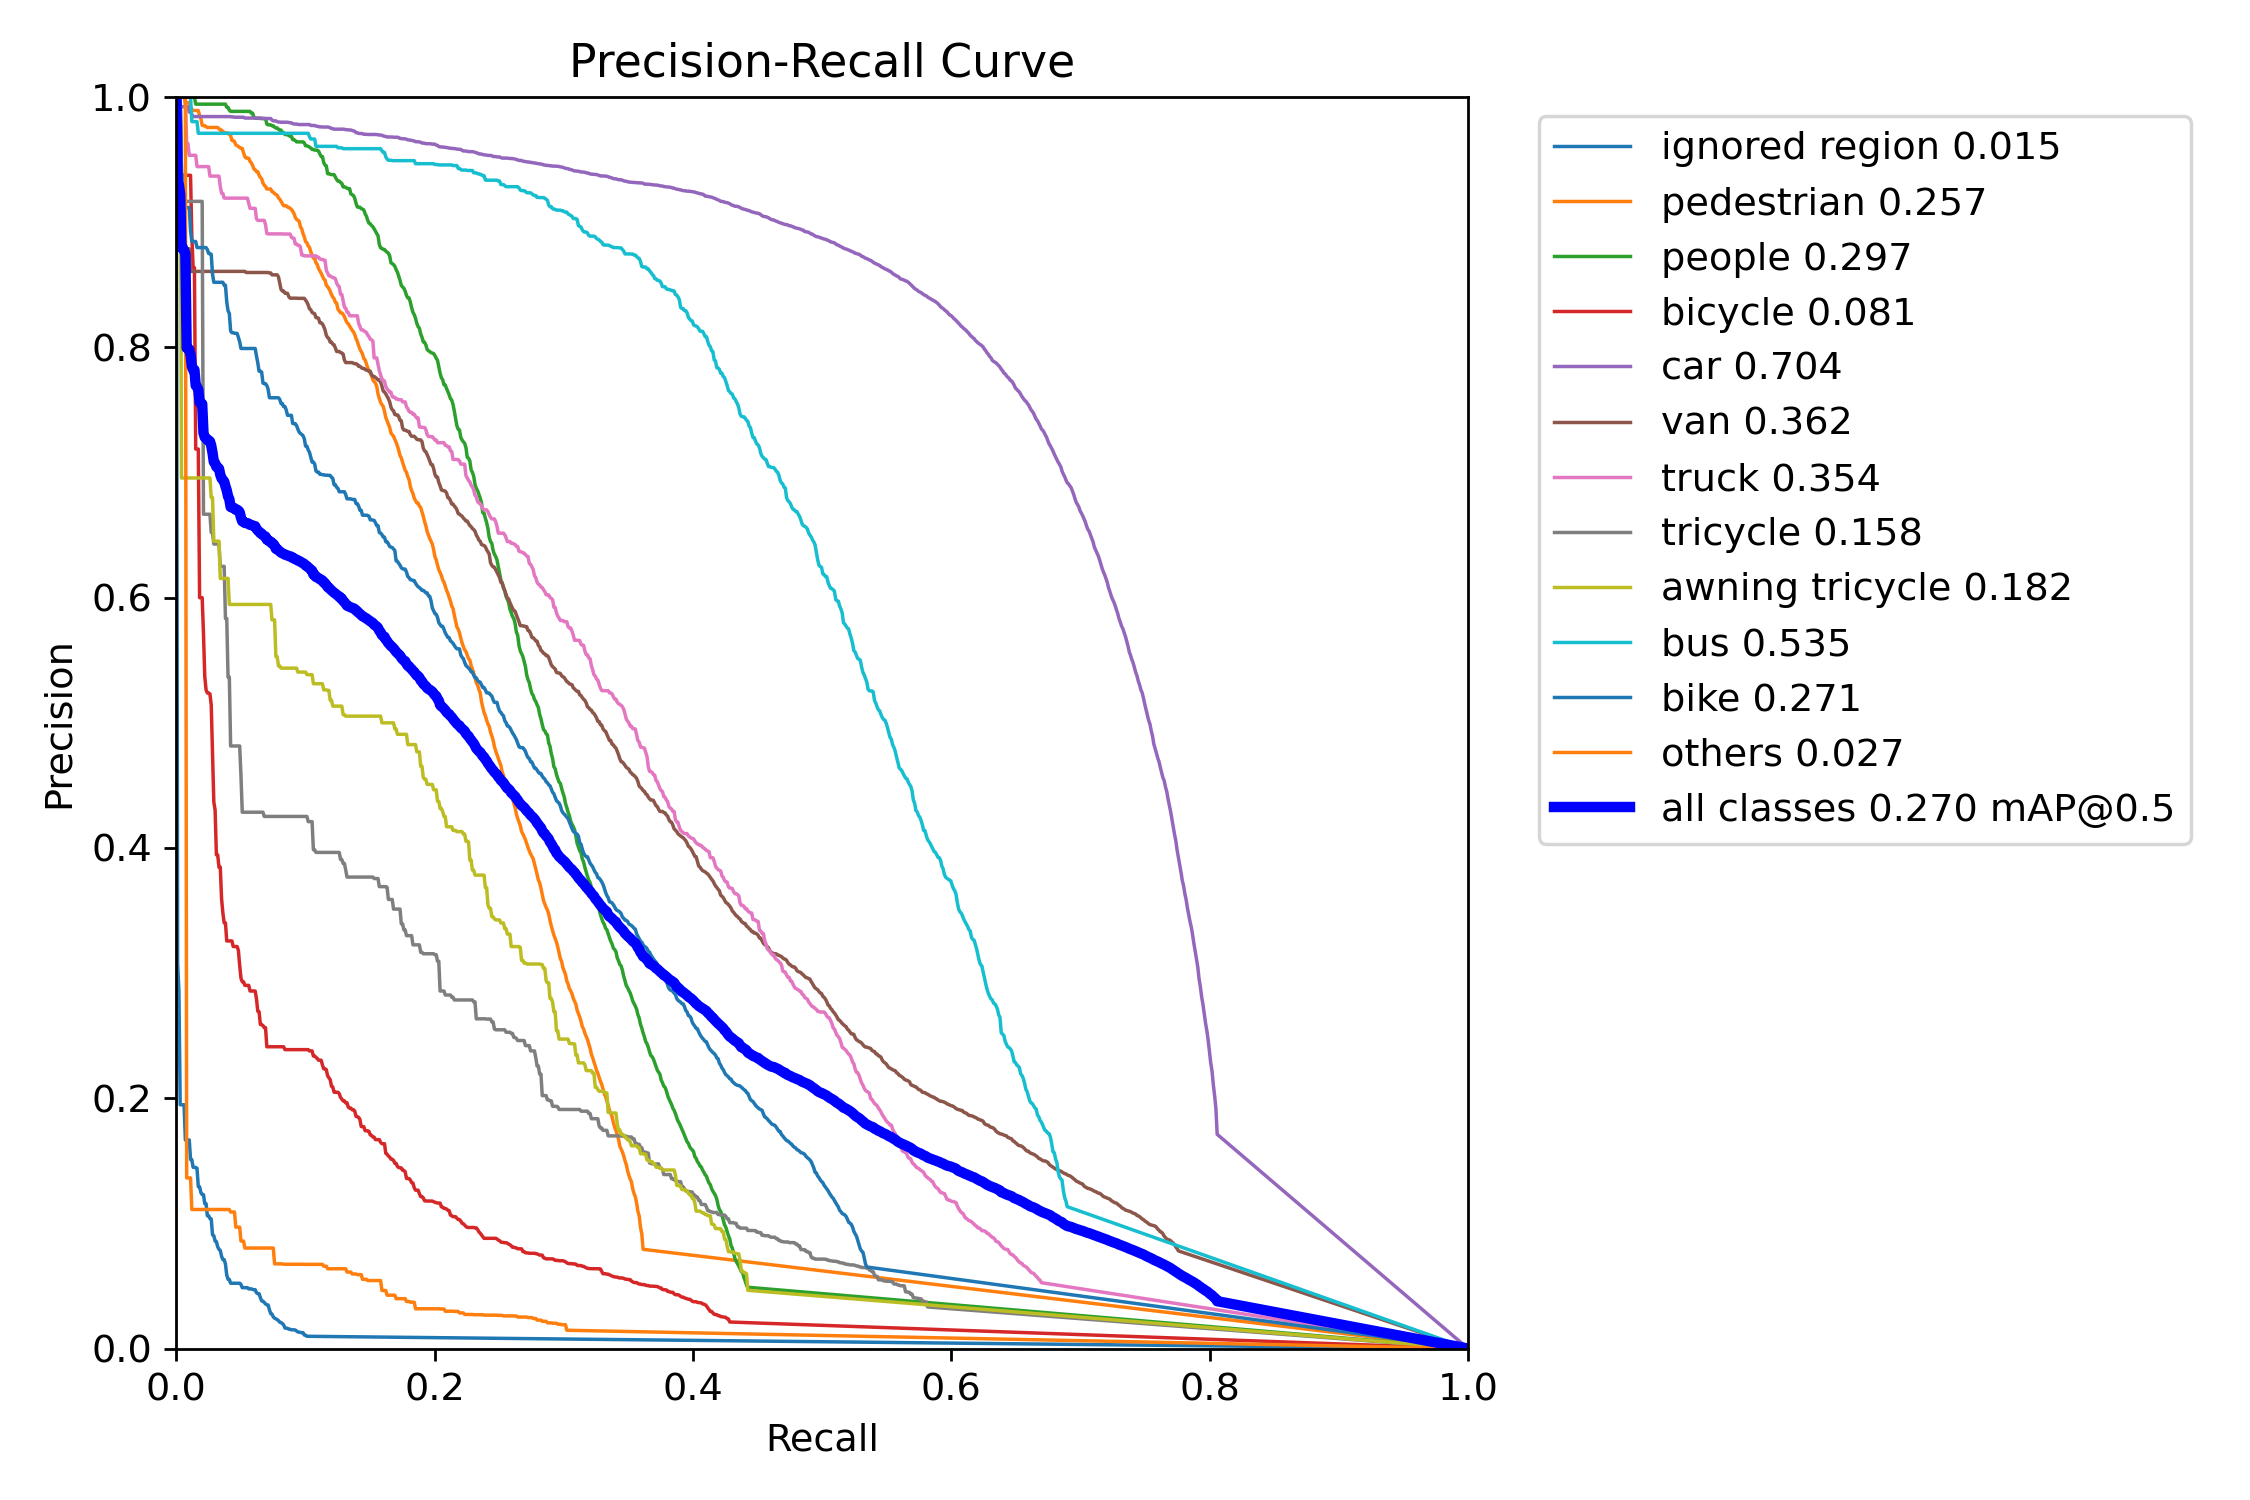 Precision-Recall Curve
1.0
0.8
0.6
0.4
0.2
0.0
Precision
0.0 0.2 0.4 0.6 0.8 1.0
Recall
ignored region 0.015
pedestrian 0.257
people 0.297
bicycle 0.081
car 0.704
van 0.362
truck 0.354
tricycle 0.158
awning tricycle 0.182
bus 0.535
bike 0.271
others 0.027
all classes 0.270 mAP@0.5